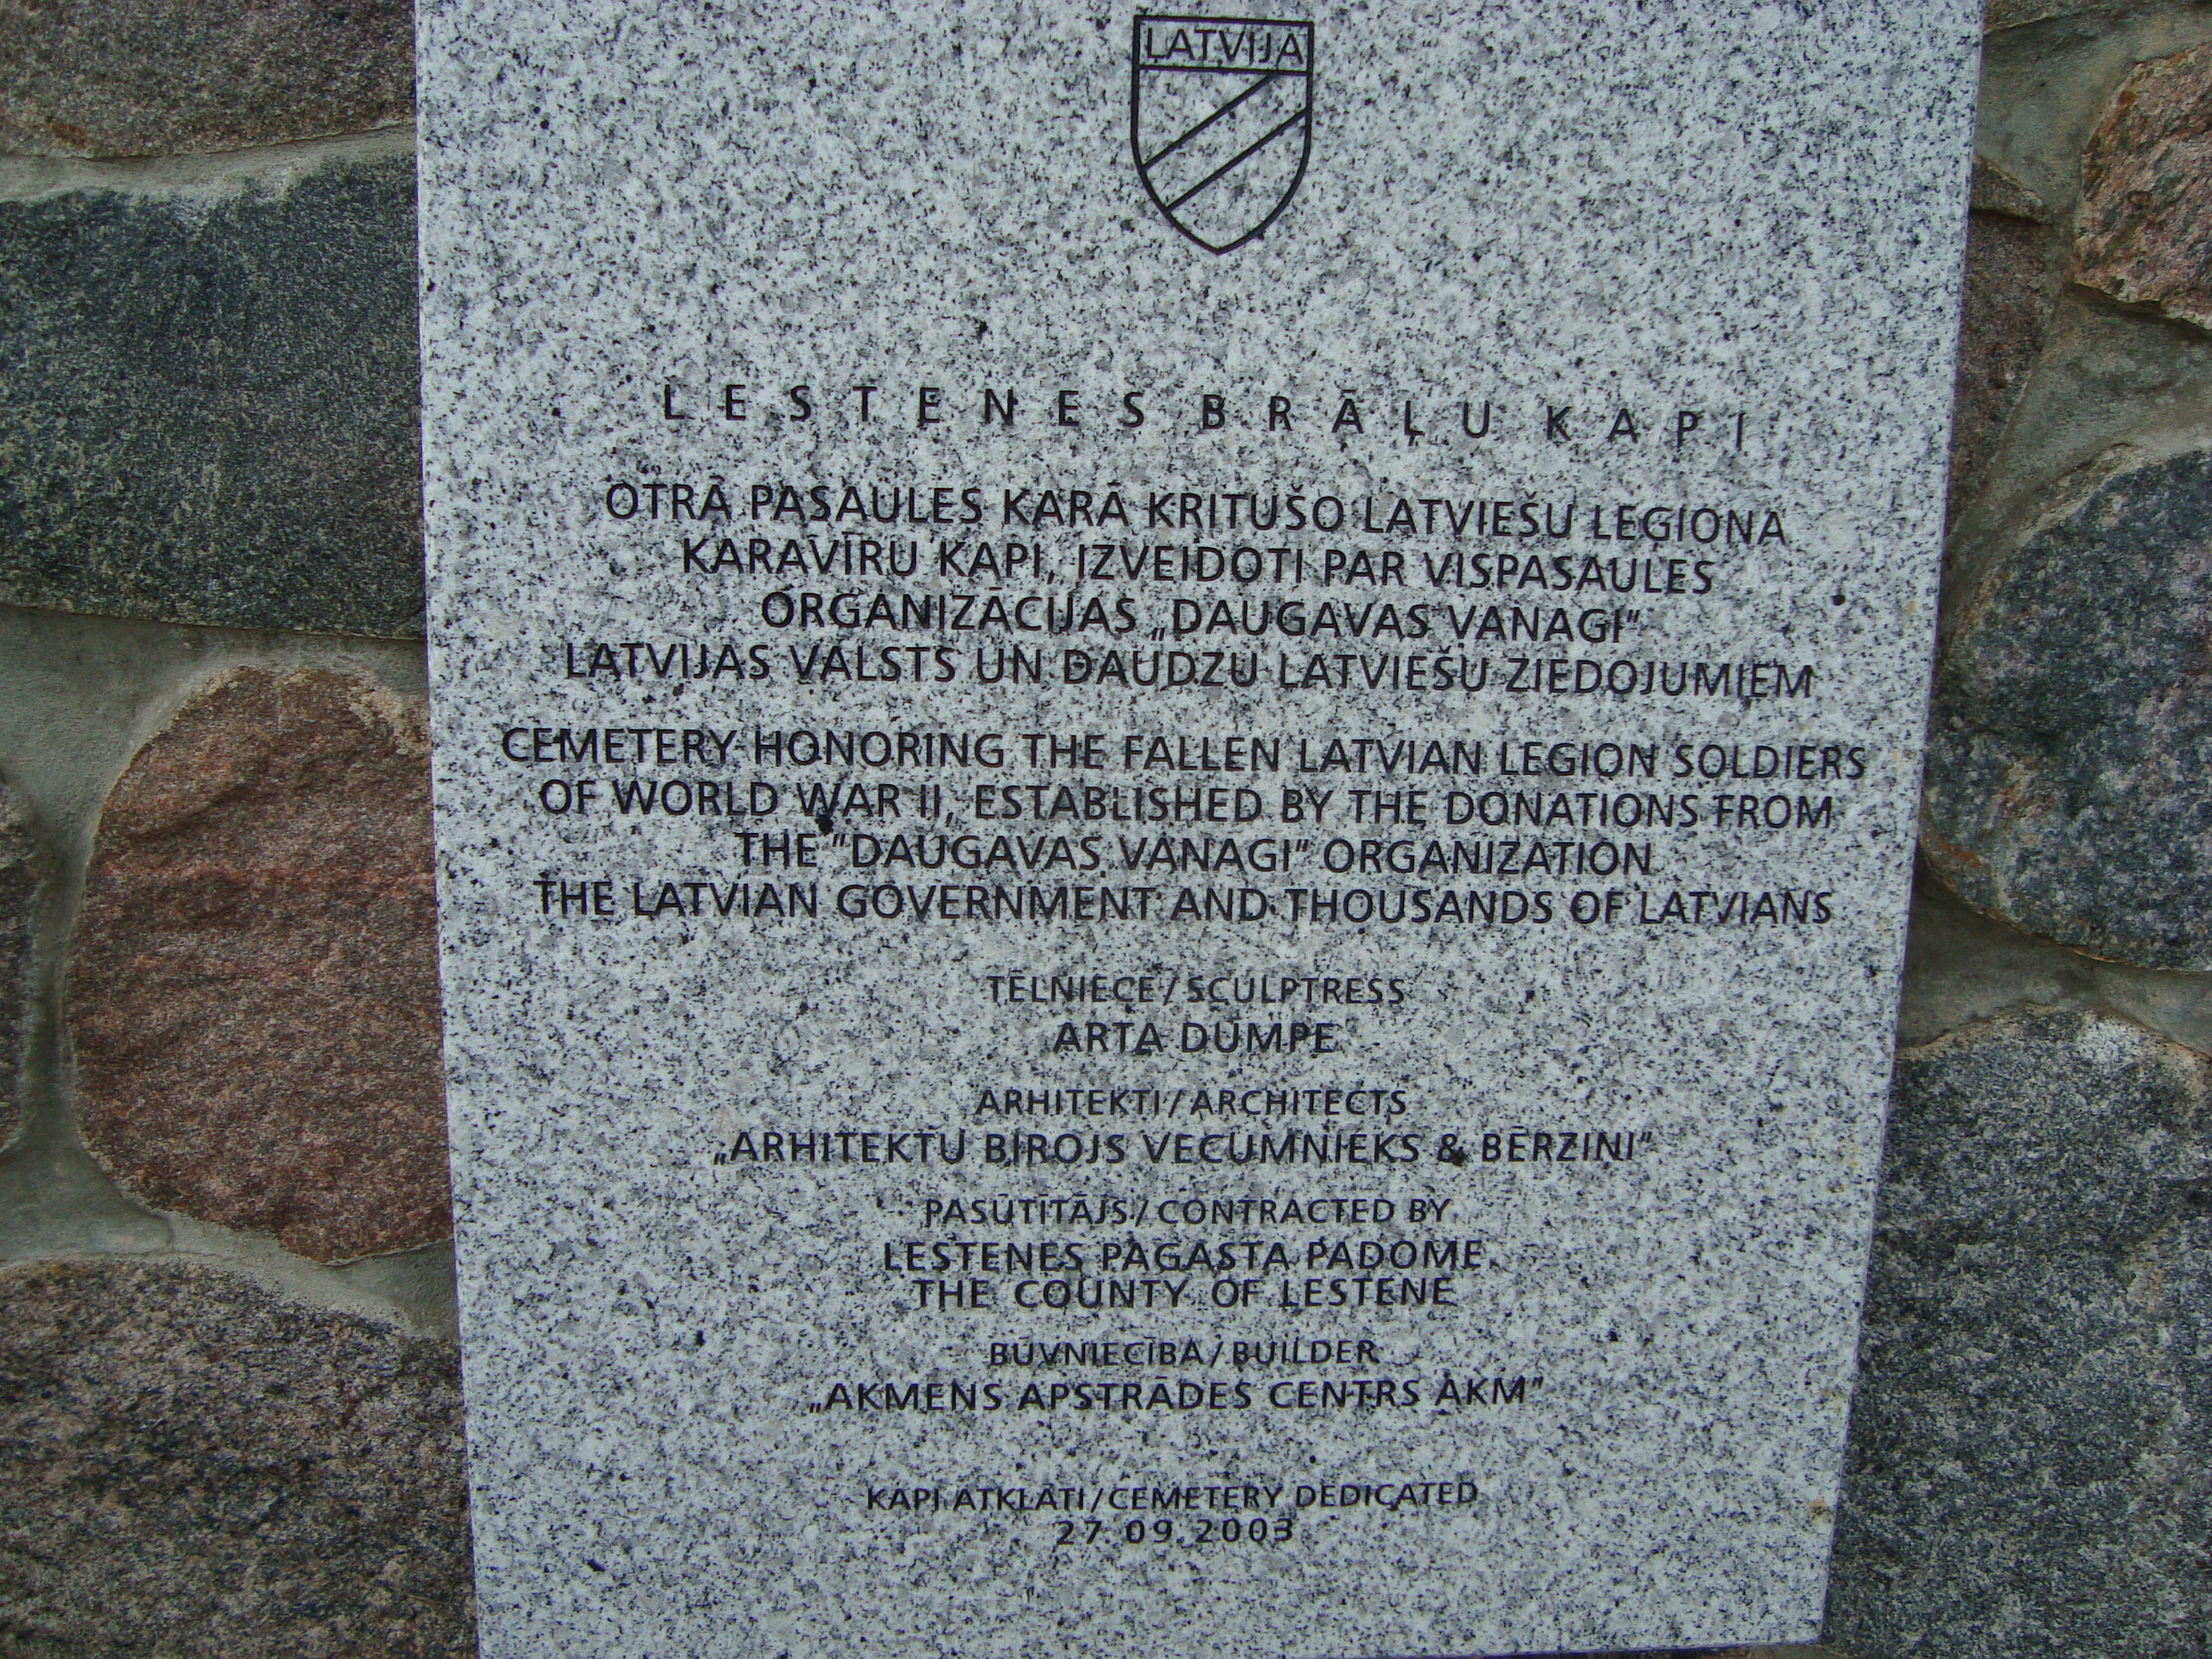 LATVIJA
LESTENES BRĀĻU KAPI
OTRĀ PASAULES KARĀ KRITUŠO LATVIEŠU LEĢIONA
KARAVĪRU KAPI, IZVEIDOTI PAR VISPASAULES
ORGANIZĀCIJAS „DAUGAVAS VANAGI"
LATVIJAS VALSTS UN DAUDZU LATVIEŠU ZIEDOJUMIEM
CEMETERY HONORING THE FALLEN LATVIAN LEGION SOLDIERS
OF WORLD WAR II, ESTABLISHED BY THE DONATIONS FROM
THE "DAUGAVAS VANAGI" ORGANIZATION
THE LATVIAN GOVERNMENT AND THOUSANDS OF LATVIANS
TĒLNIECE/SCULPTRESS
ARTA DUMPE
ARHITEKTI/ARCHITECTS
„ARHITEKTU BIROJS VECUMNIEKS & BĒRZIŅI"
PASŪTĪTĀJS/CONTRACTED BY
LESTENES PAGASTA PADOME
THE COUNTY OF LESTENE
BŪVNIECĪBA/BUILDER
„AKMENS APSTRĀDES CENTRS AKM"
KAPI ATKLĀTI/CEMETERY DEDICATED
27.09.2003